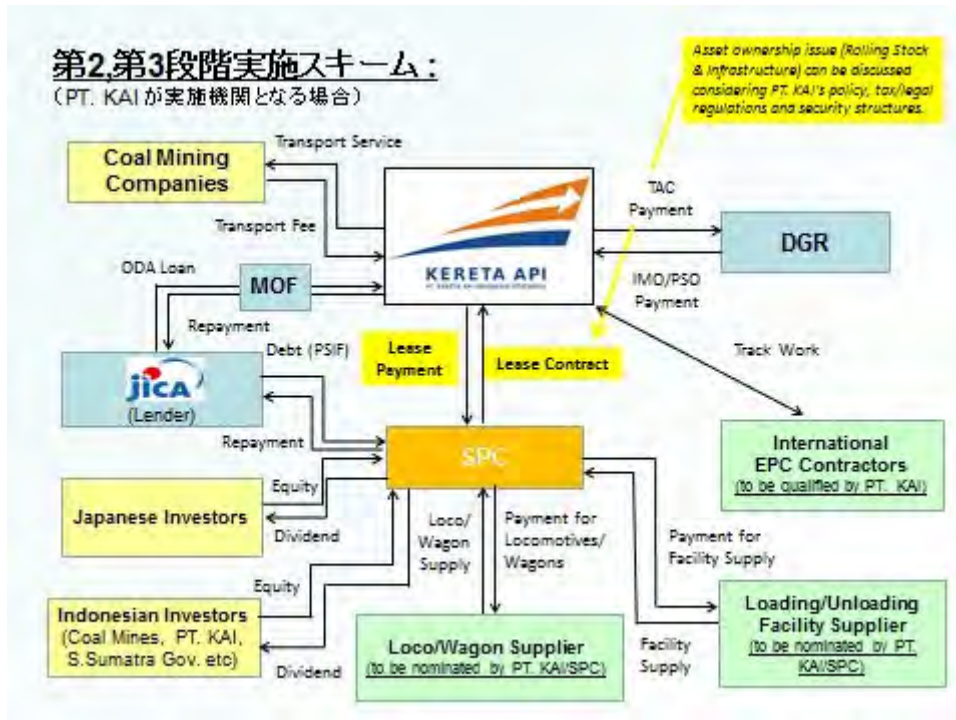 第2,第3段階実施スキーム :
(PT. KAI が実施機関となる場合)
Asset ownership issue (Rolling Stock
& Infrastructure) can be discussed
considering PT. KAI's policy, tax/legal
regulations and security structures.
Coal Mining
Companies
Transport Service
Transport Fee
KERETA API
TAC
Payment
DGR
IMO/PSO
Payment
ODA Loan
MOF
Repayment
Debt (PSIF)
Lease
Payment
Lease Contract
Track Work
jICA
(Lender)
Repayment
SPC
International
EPC Contractors
(to be qualified by PT. KAI)
Japanese Investors
Equity
Dividend
Loco/
Wagon
Supply
Payment for
Locomotives/
Wagons
Payment for
Facility Supply
Equity
Indonesian Investors
(Coal Mines, PT. KAI,
S.Sumatra Gov. etc)
Dividend
Loco/Wagon Supplier
(to be nominated by PT. KAI/SPC)
Facility
Supply
Loading/Unloading
Facility Supplier
(to be nominated by PT.
KAI/SPC)